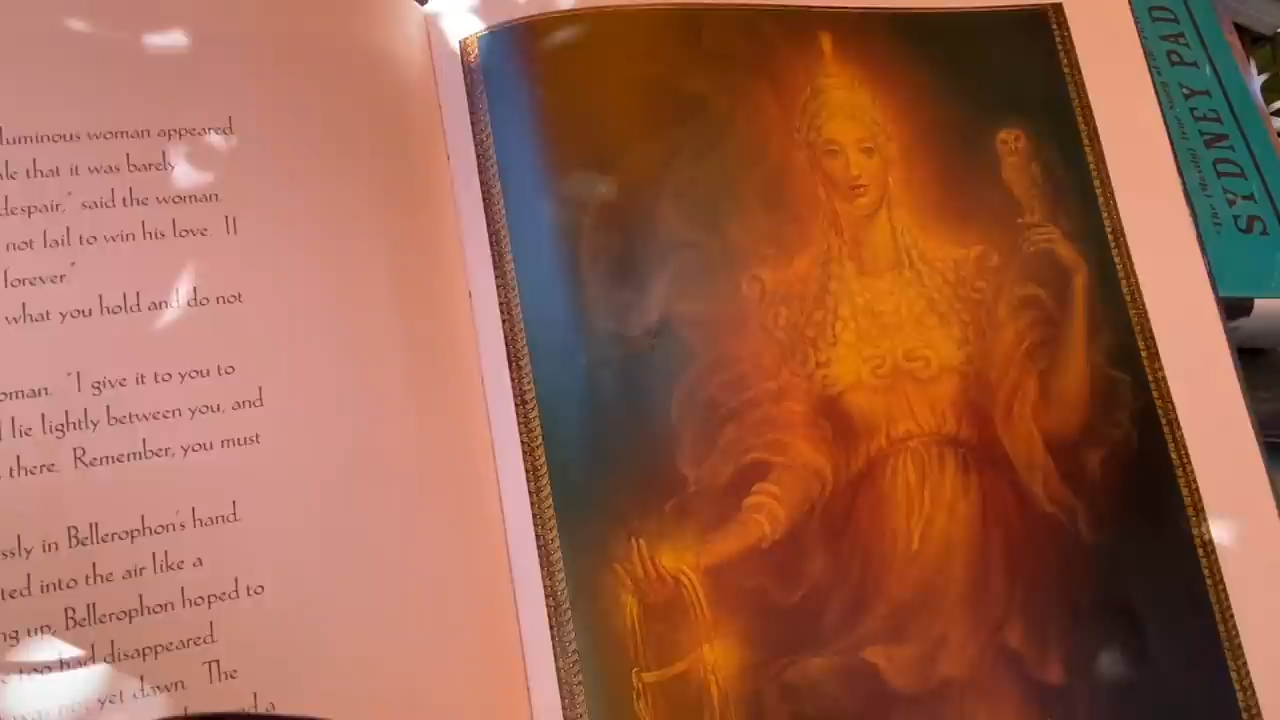 luminous woman appeared
le that it was barely
despair," said the woman.
not fail to win his love. If
forever."
what you hold and do not
oman. "I give it to you to
lie lightly between you, and
there. Remember, you must
ssly in Bellerophon's hand.
ted into the air like a
ng up, Bellerophon hoped to
too had disappeared.
yet dawn. The
SYDNEY PAD